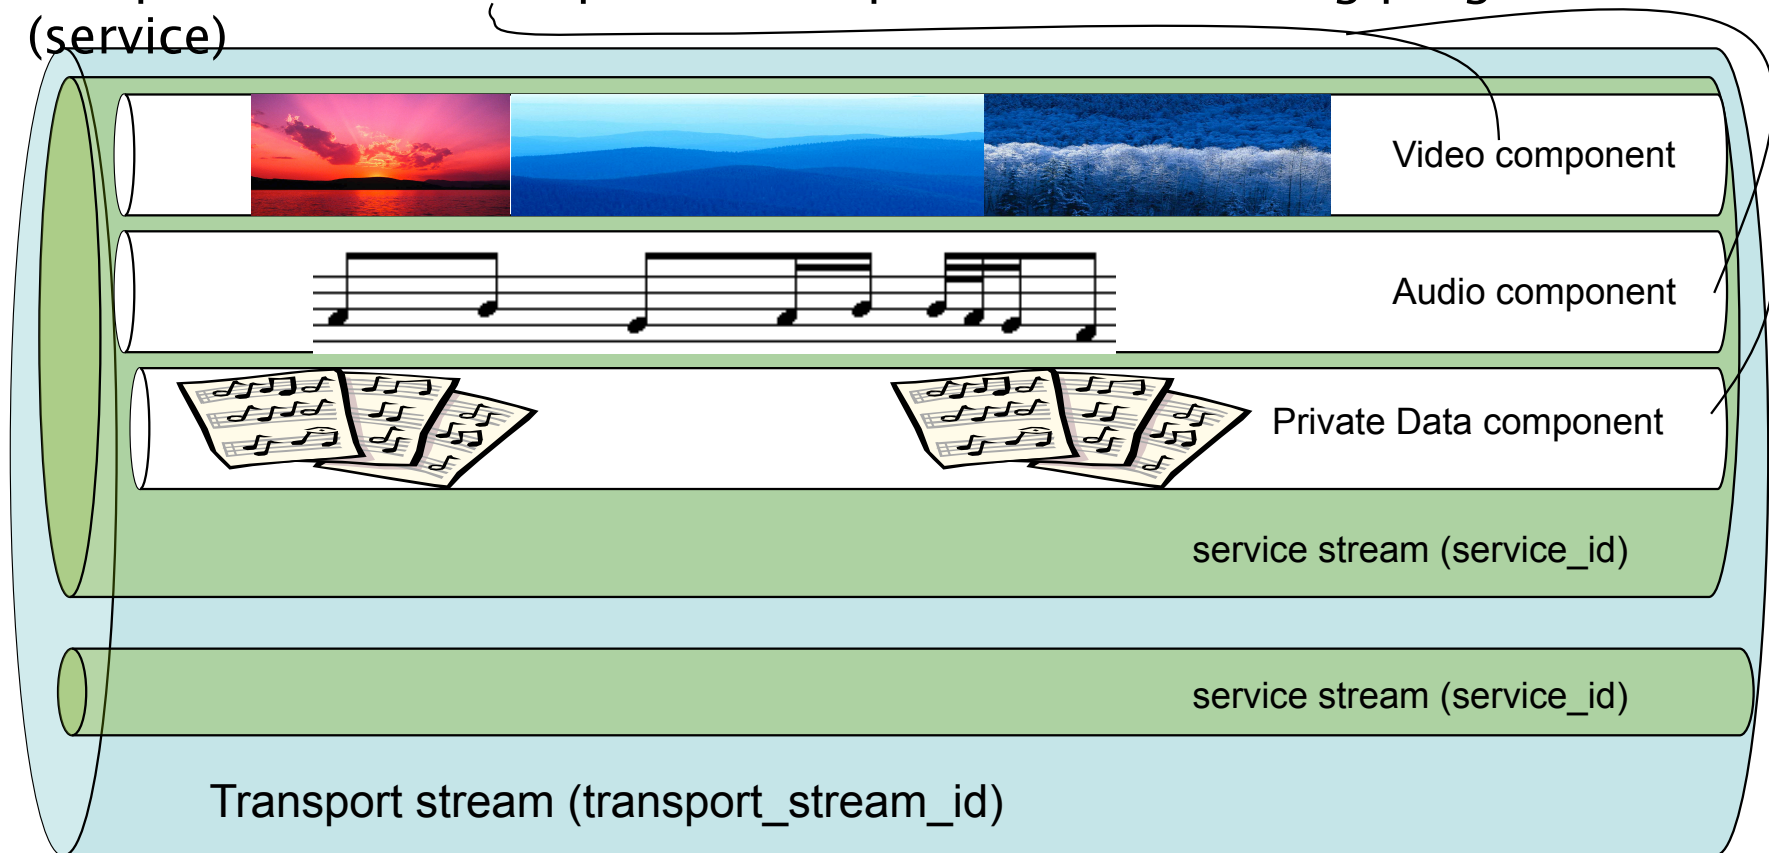 (service)
Video component
Audio component
Private Data component
service stream (service_id)
service stream (service_id)
Transport stream (transport_stream_id)